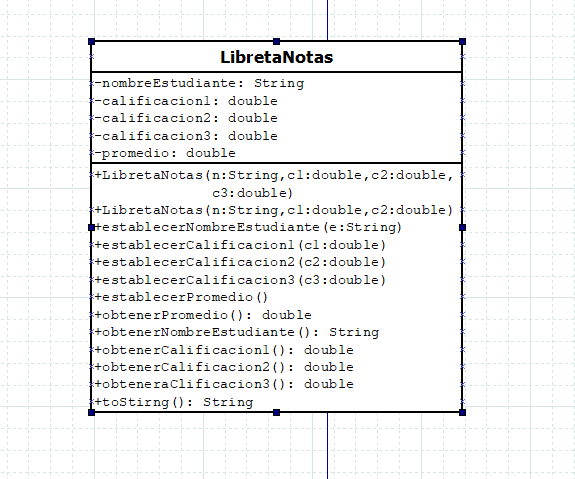 LibretaNotas
-nombreEstudiante: String
-calificacion1: double
-calificacion2: double
-calificacion3: double
-promedio: double
+LibretaNotas(n:String,c1:double,c2:double,
c3:double)
+LibretaNotas(n:String,c1:double,c2:double)
+establecerNombreEstudiante(e:String)
+establecerCalificacion1(c1:double)
+establecerCalificacion2(c2:double)
+establecerCalificacion3(c3:double)
+establecerPromedio()
+obtenerPromedio(): double
+obtenerNombreEstudiante(): String
+obtenerCalificacion1(): double
+obtenerCalificacion2(): double
+obteneraClificacion3(): double
+toStirng(): String